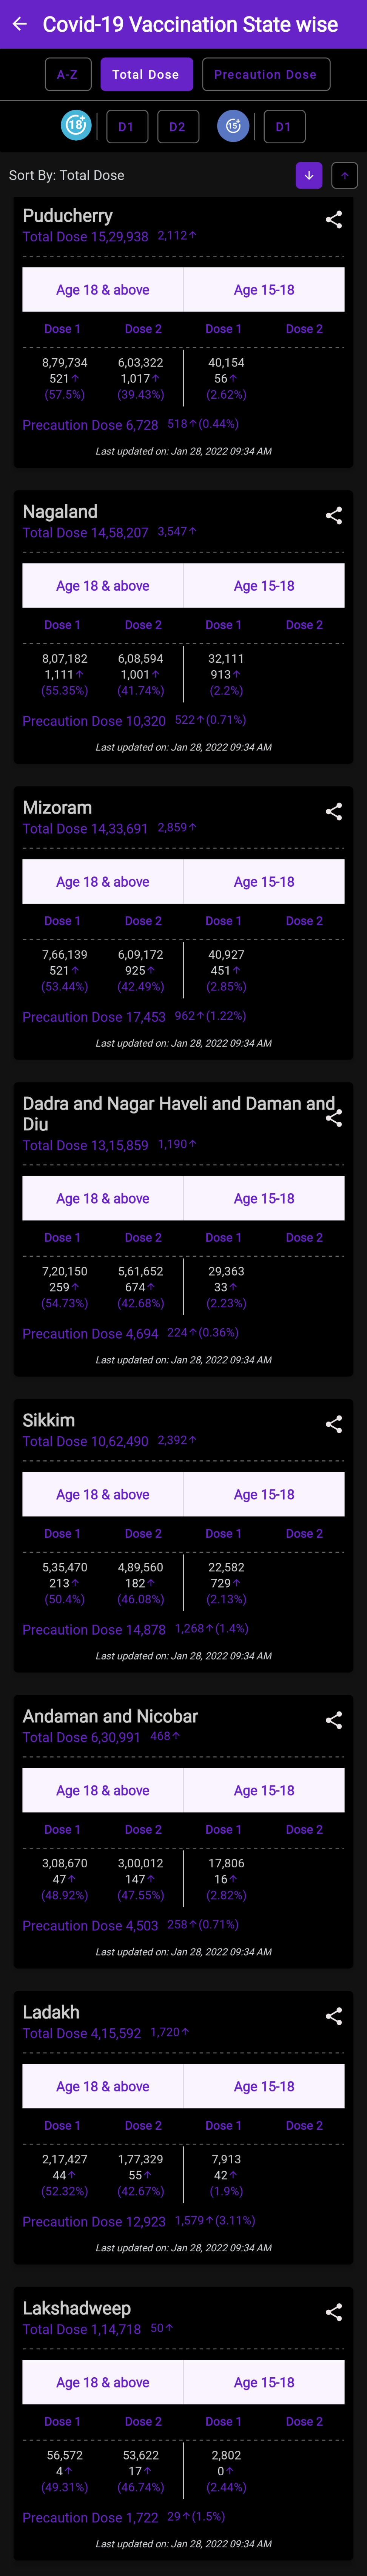 Covid-19 Vaccination State wise
A-Z Total Dose Precaution Dose
18+ D1 D2 15+ D1
Sort By: Total Dose ↓ ↑
Puducherry
Total Dose 15,29,938 2,112↑
Age 18 & above Age 15-18
Dose 1 Dose 2 Dose 1 Dose 2
8,79,734 6,03,322 40,154
521↑ 1,017↑ 56↑
(57.5%) (39.43%) (2.62%)
Precaution Dose 6,728 518↑(0.44%)
Last updated on: Jan 28, 2022 09:34 AM
Nagaland
Total Dose 14,58,207 3,547↑
Age 18 & above Age 15-18
Dose 1 Dose 2 Dose 1 Dose 2
8,07,182 6,08,594 32,111
1,111↑ 1,001↑ 913↑
(55.35%) (41.74%) (2.2%)
Precaution Dose 10,320 522↑(0.71%)
Last updated on: Jan 28, 2022 09:34 AM
Mizoram
Total Dose 14,33,691 2,859↑
Age 18 & above Age 15-18
Dose 1 Dose 2 Dose 1 Dose 2
7,66,139 6,09,172 40,927
521↑ 925↑ 451↑
(53.44%) (42.49%) (2.85%)
Precaution Dose 17,453 962↑(1.22%)
Last updated on: Jan 28, 2022 09:34 AM
Dadra and Nagar Haveli and Daman and
Diu
Total Dose 13,15,859 1,190↑
Age 18 & above Age 15-18
Dose 1 Dose 2 Dose 1 Dose 2
7,20,150 5,61,652 29,363
259↑ 674↑ 33↑
(54.73%) (42.68%) (2.23%)
Precaution Dose 4,694 224↑(0.36%)
Last updated on: Jan 28, 2022 09:34 AM
Sikkim
Total Dose 10,62,490 2,392↑
Age 18 & above Age 15-18
Dose 1 Dose 2 Dose 1 Dose 2
5,35,470 4,89,560 22,582
213↑ 182↑ 729↑
(50.4%) (46.08%) (2.13%)
Precaution Dose 14,878 1,268↑(1.4%)
Last updated on: Jan 28, 2022 09:34 AM
Andaman and Nicobar
Total Dose 6,30,991 468↑
Age 18 & above Age 15-18
Dose 1 Dose 2 Dose 1 Dose 2
3,08,670 3,00,012 17,806
47↑ 147↑ 16↑
(48.92%) (47.55%) (2.82%)
Precaution Dose 4,503 258↑(0.71%)
Last updated on: Jan 28, 2022 09:34 AM
Ladakh
Total Dose 4,15,592 1,720↑
Age 18 & above Age 15-18
Dose 1 Dose 2 Dose 1 Dose 2
2,17,427 1,77,329 7,913
44↑ 55↑ 42↑
(52.32%) (42.67%) (1.9%)
Precaution Dose 12,923 1,579↑(3.11%)
Last updated on: Jan 28, 2022 09:34 AM
Lakshadweep
Total Dose 1,14,718 50↑
Age 18 & above Age 15-18
Dose 1 Dose 2 Dose 1 Dose 2
56,572 53,622 2,802
4↑ 17↑ 0↑
(49.31%) (46.74%) (2.44%)
Precaution Dose 1,722 29↑(1.5%)
Last updated on: Jan 28, 2022 09:34 AM